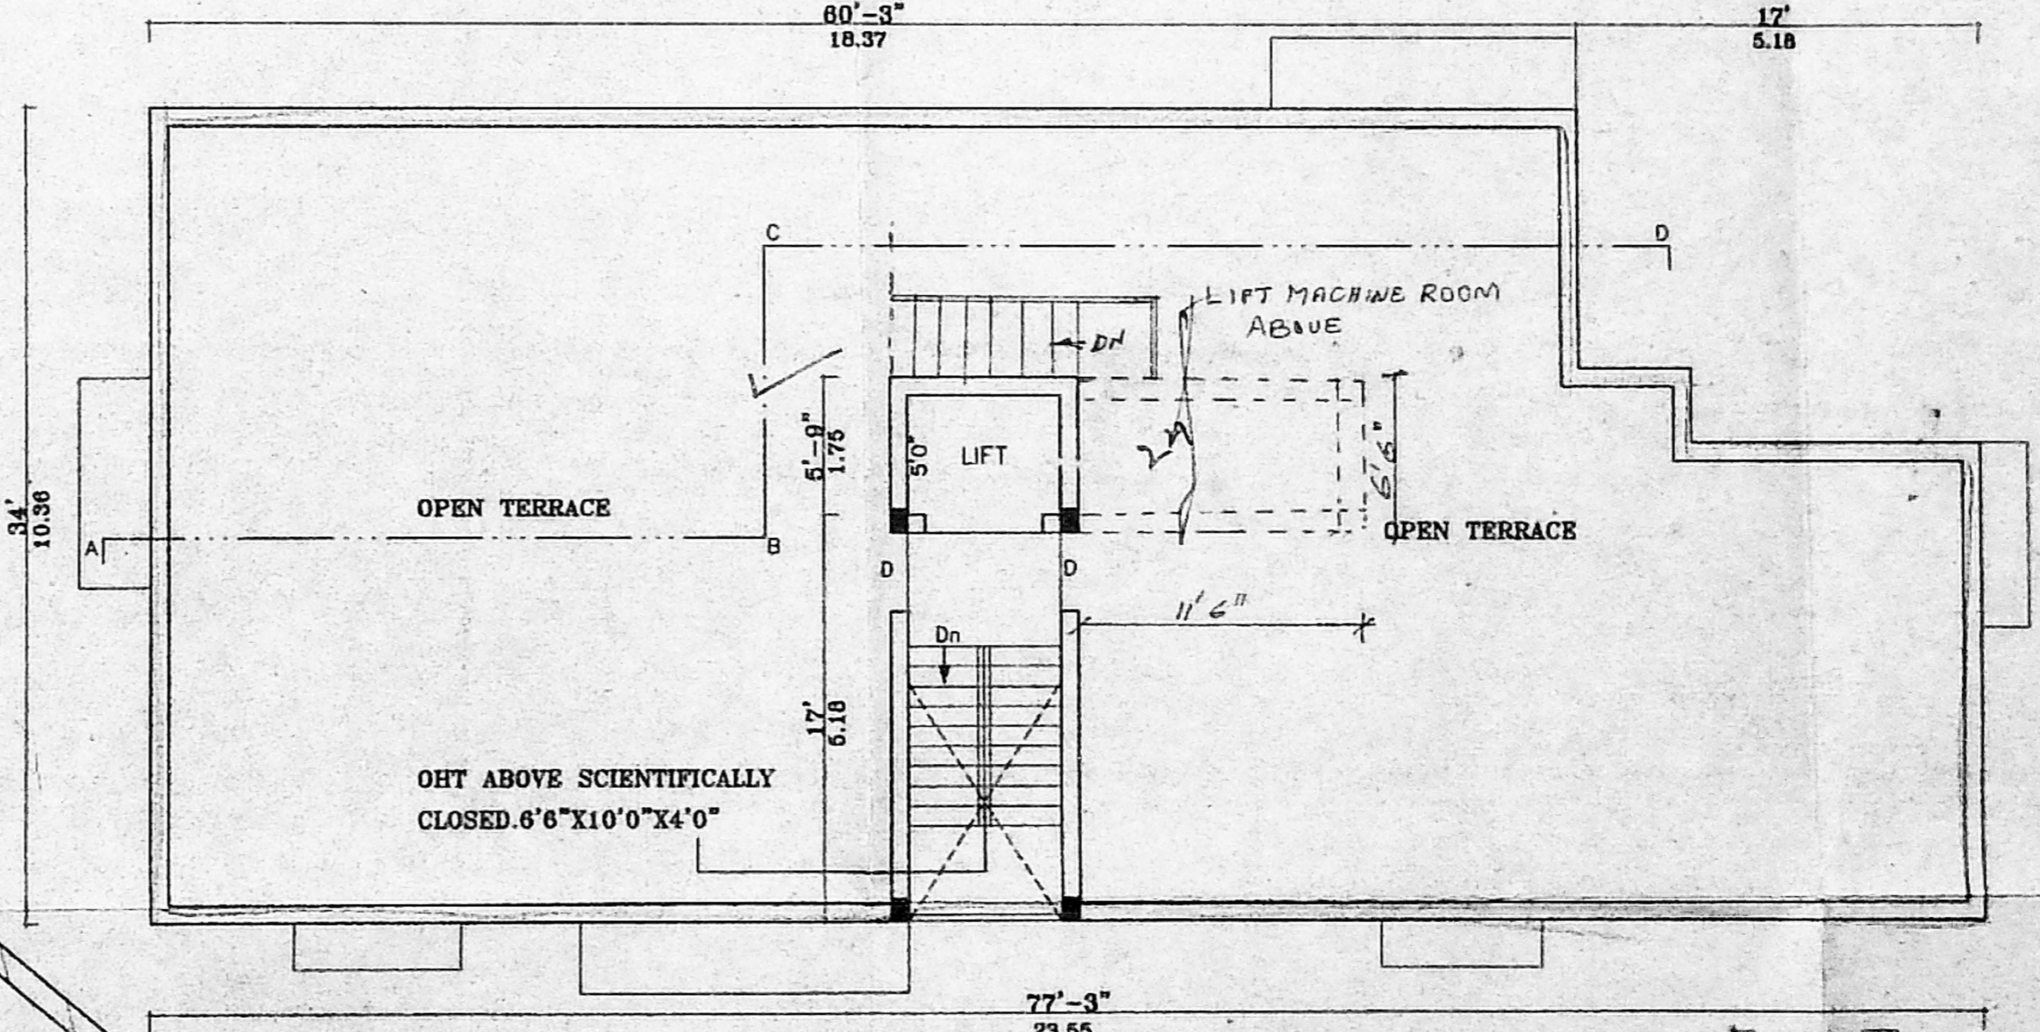 60'-3"
18.37
17'
5.18
C
D
LIFT MACHINE ROOM
ABOVE
DN
5'-9"
1.75
5'0"
LIFT
6'6"
34'
10.36
OPEN TERRACE
OPEN TERRACE
A
B
D
D
11'6"
Dn
17'
5.18
OHT ABOVE SCIENTIFICALLY
CLOSED.6'6"X10'0"X4'0"
77'-3"
23.55